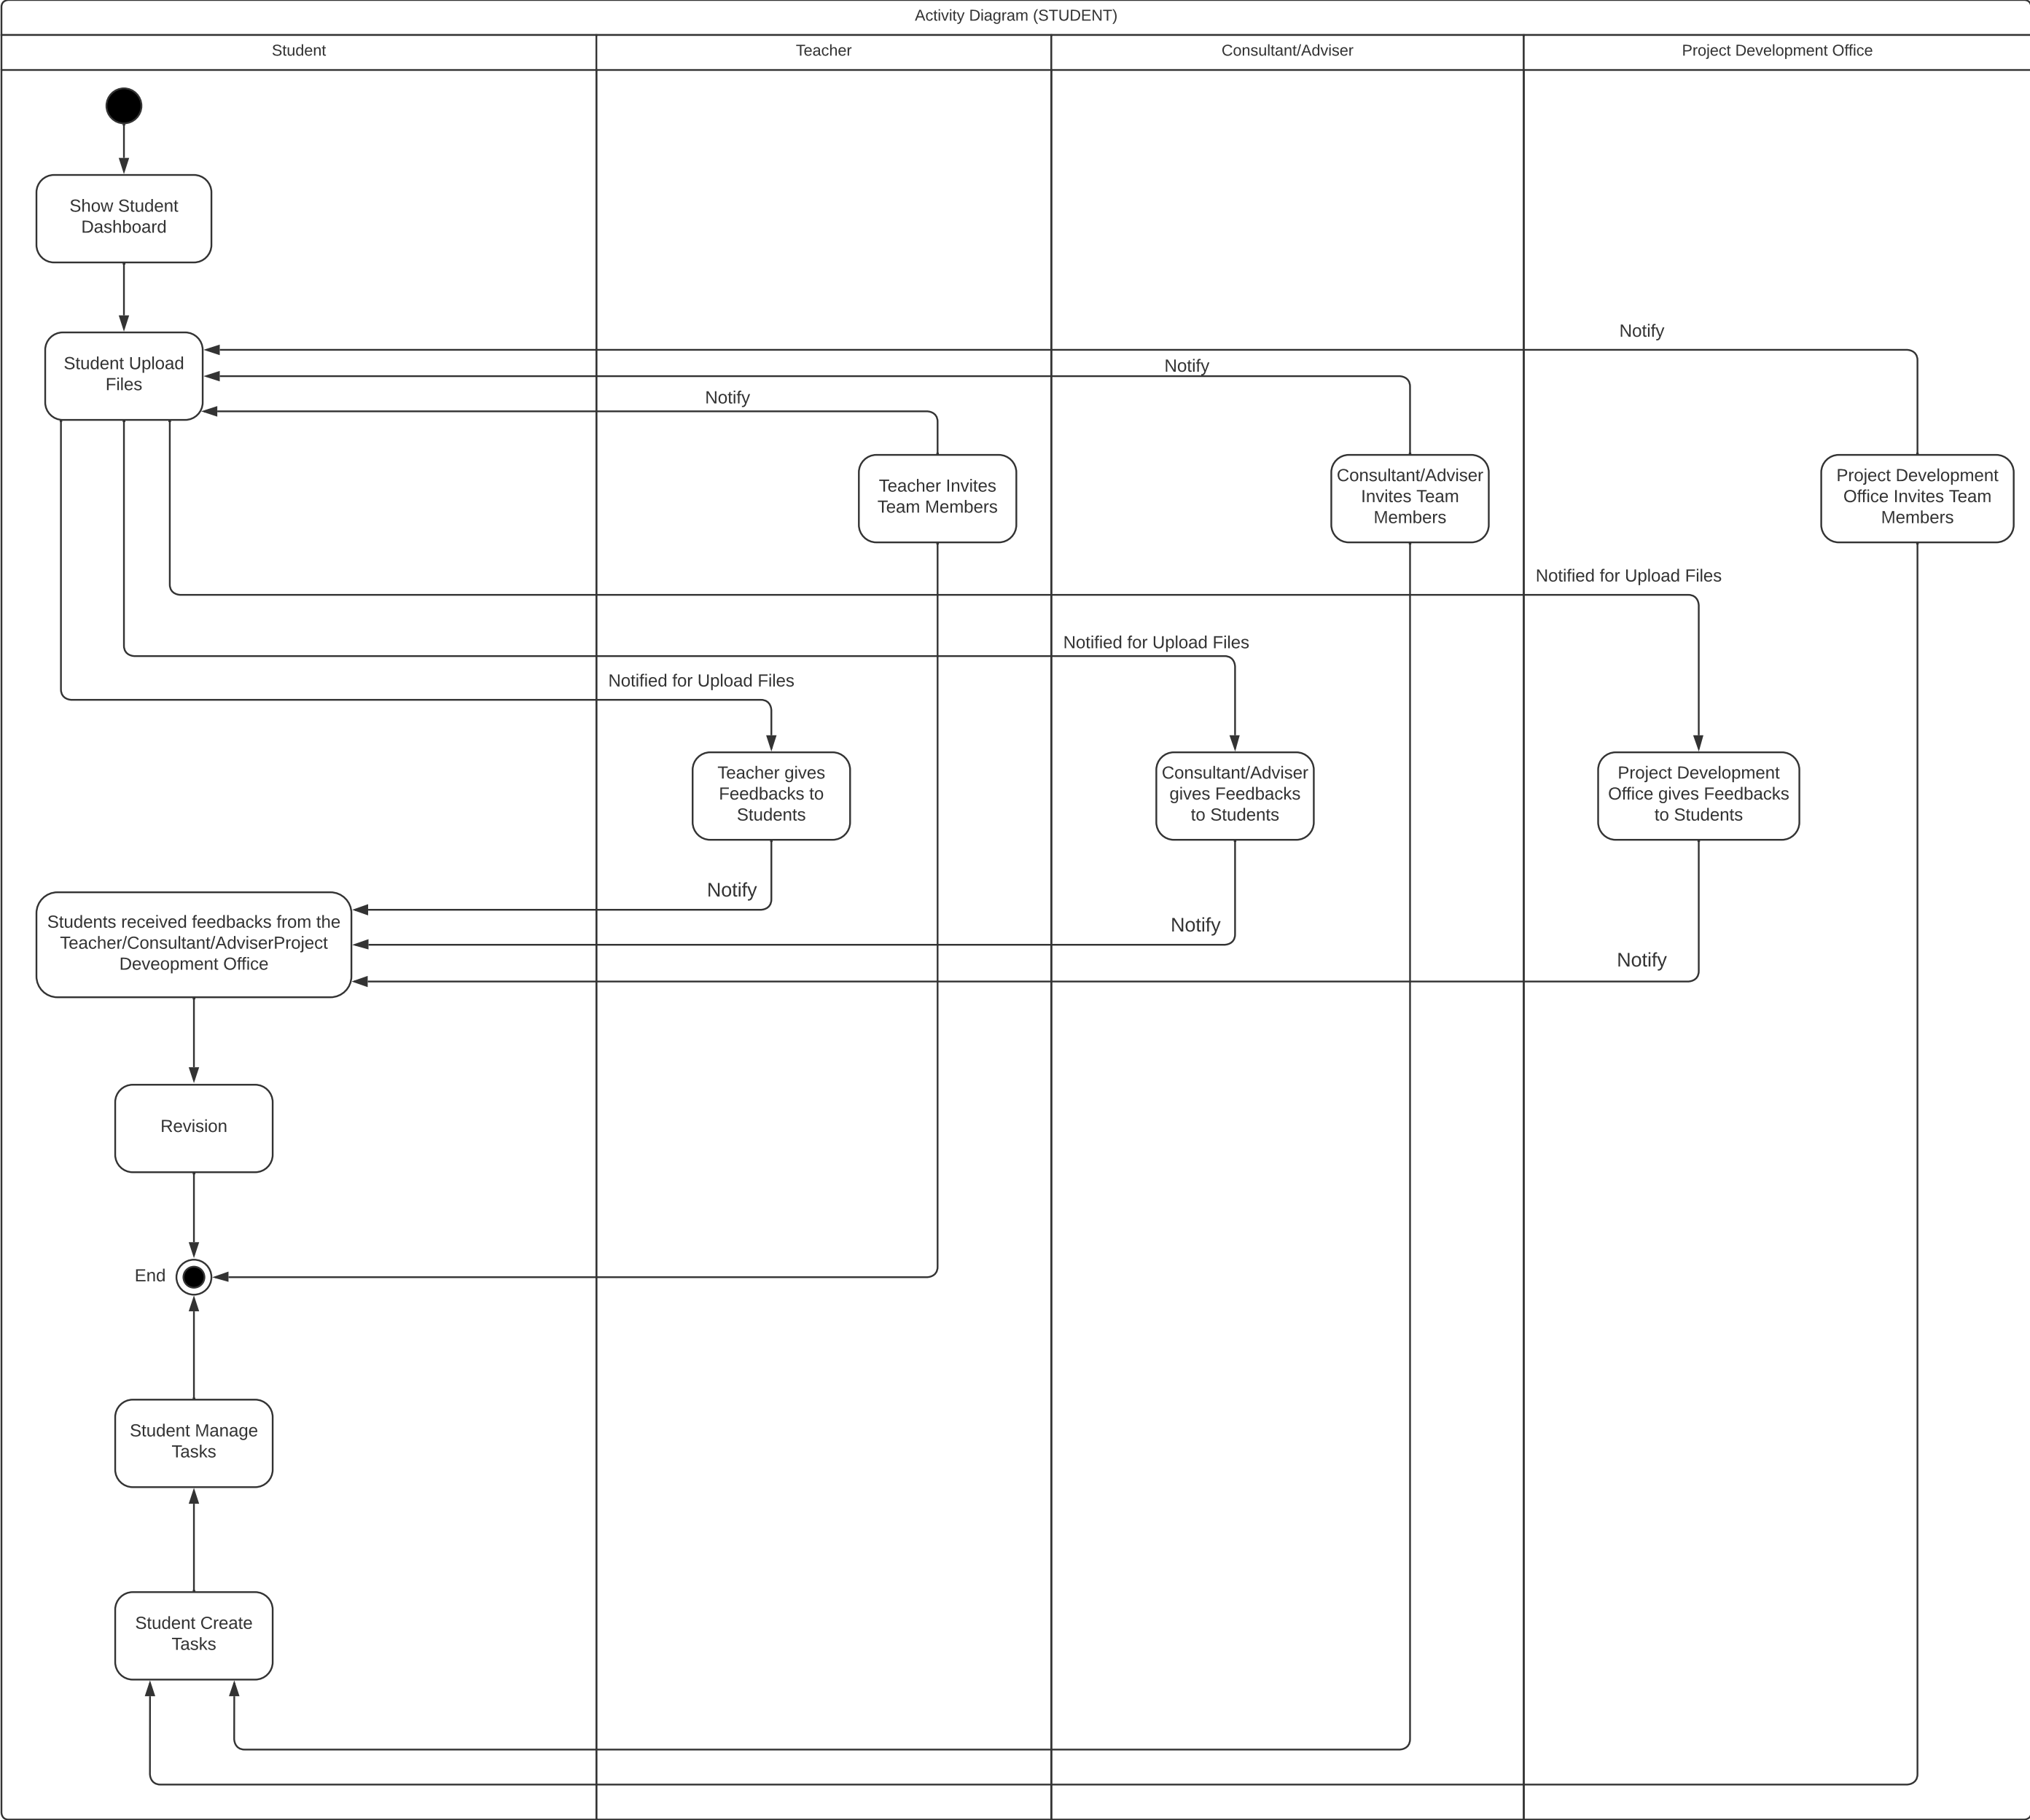 Activity Diagram (STUDENT)
Student
Teacher
Consultant/Adviser
Project Development Office
Show Student
Dashboard
Notify
Student Upload
Files
Notify
Notify
Teacher Invites
Team Members
Consultant/Adviser
Invites Team
Members
Project Development
Office Invites Team
Members
Notified for Upload Files
Notified for Upload Files
Notified for Upload Files
Teacher gives
Feedbacks to
Students
Consultant/Adviser
gives Feedbacks
to Students
Project Development
Office gives Feedbacks
to Students
Notify
Students received feedbacks from the
Teacher/Consultant/AdviserProject
Deveopment Office
Notify
Notify
Revision
End
Student Manage
Tasks
Student Create
Tasks